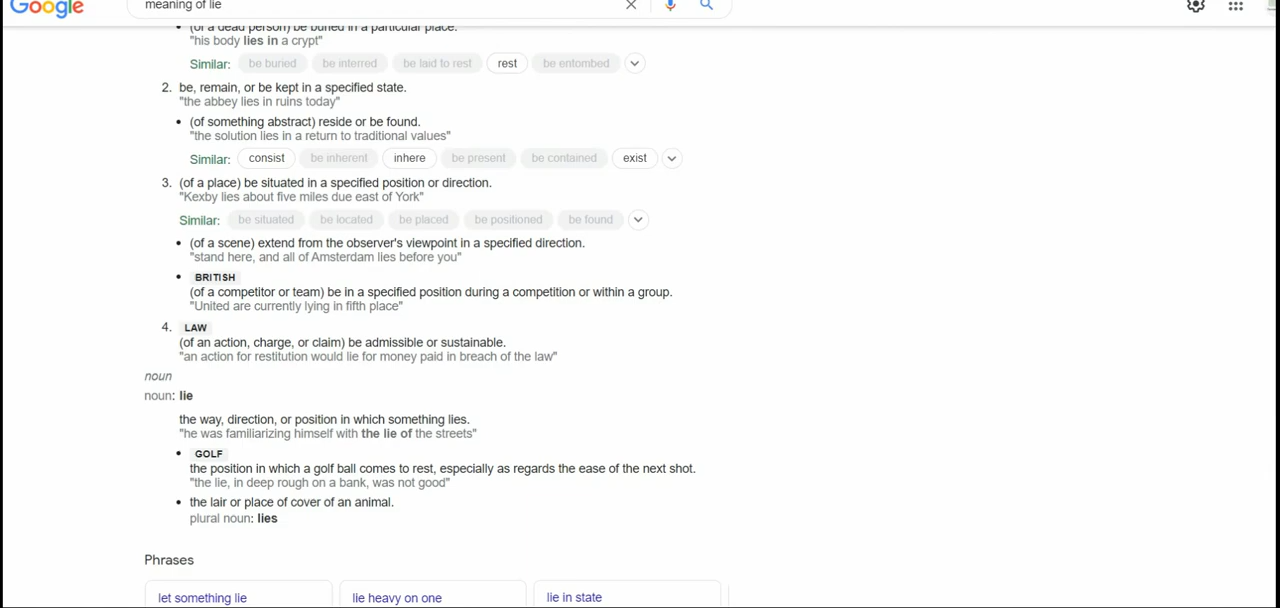 Google
meaning of lie
(of a dead person) be buried in a particular place.
"his body lies in a crypt"
Similar: be buried be interred be laid to rest rest be entombed
2. be, remain, or be kept in a specified state.
"the abbey lies in ruins today"
• (of something abstract) reside or be found.
"the solution lies in a return to traditional values"
Similar: consist be inherent inhere be present be contained exist
3. (of a place) be situated in a specified position or direction.
"Kexby lies about five miles due east of York"
Similar: be situated be located be placed be positioned be found
• (of a scene) extend from the observer's viewpoint in a specified direction.
"stand here, and all of Amsterdam lies before you"
• BRITISH
(of a competitor or team) be in a specified position during a competition or within a group.
"United are currently lying in fifth place"
4. LAW
(of an action, charge, or claim) be admissible or sustainable.
"an action for restitution would lie for money paid in breach of the law"
noun
noun: lie
the way, direction, or position in which something lies.
"he was familiarizing himself with the lie of the streets"
• GOLF
the position in which a golf ball comes to rest, especially as regards the ease of the next shot.
"the lie, in deep rough on a bank, was not good"
• the lair or place of cover of an animal.
plural noun: lies
Phrases
let something lie lie heavy on one lie in state